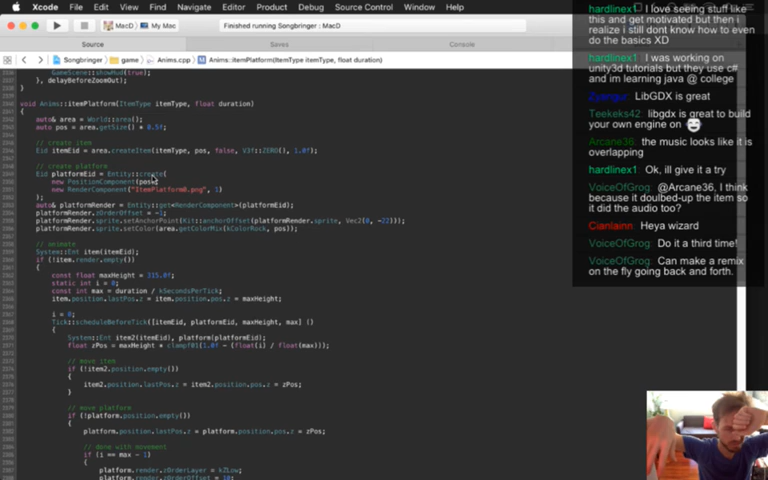 Xcode File Edit View Find Navigate Editor Product Debug Source Control Window Help
MacD My Mac
Finished running Songbringer : MacD
Source Saves Console
Songbringer game Anims.cpp Anims::itemPlatform(ItemType itemType, float duration)
GameScene::showHud(true);
}, delayBeforeZoomOut);
}
void Anims::itemPlatform(ItemType itemType, float duration)
{
auto& area = World::area();
auto pos = area.getSize() * 0.5f;
// create item
Eid itemEid = area.createItem(itemType, pos, false, V3f::ZERO(), 1.0f);
// create platform
Eid platformEid = Entity::create(
new PositionComponent(pos),
new RenderComponent("ItemPlatform0.png", 1)
);
auto& platformRender = Entity::get<RenderComponent>(platformEid);
platformRender.zOrderOffset = -1;
platformRender.sprite.setAnchorPoint(Kit::anchorOffset(platformRender.sprite, Vec2(0, -22)));
platformRender.sprite.setColor(area.getColorMix(kColorRock, pos));
// animate
System::Ent item(itemEid);
if (!item.render.empty())
{
const float maxHeight = 315.0f;
static int i = 0;
const int max = duration / kSecondsPerTick;
item.position.lastPos.z = item.position.pos.z = maxHeight;
i = 0;
Tick::scheduleBeforeTick([itemEid, platformEid, maxHeight, max] ()
{
System::Ent item2(itemEid), platform(platformEid);
float zPos = maxHeight * clampf01(1.0f - (float(i) / float(max)));
// move item
if (!item2.position.empty())
{
item2.position.lastPos.z = item2.position.pos.z = zPos;
}
// move platform
if (!platform.position.empty())
{
platform.position.lastPos.z = platform.position.pos.z = zPos;
// done with movement
if (i == max - 1)
{
platform.render.zOrderLayer = kZLow;
hardlinex1 I love seeing stuff like
this and get motivated but then i
realize i still dont know how to even
do the basics XD
hardlinex1 I was working on
unity3d tutorials but they use c#
and im learning java @ college
LibGDX is great
Teekeks42 libgdx is great to build
your own engine on
Arcane36 the music looks like it is
overlapping
hardlinex1 Ok, ill give it a try
VoiceOfGrog @Arcane36, I think
because it doulbed-up the item so
it did the audio too?
Cianlainn Heya wizard
VoiceOfGrog Do it a third time!
VoiceOfGrog Can make a remix
on the fly going back and forth.